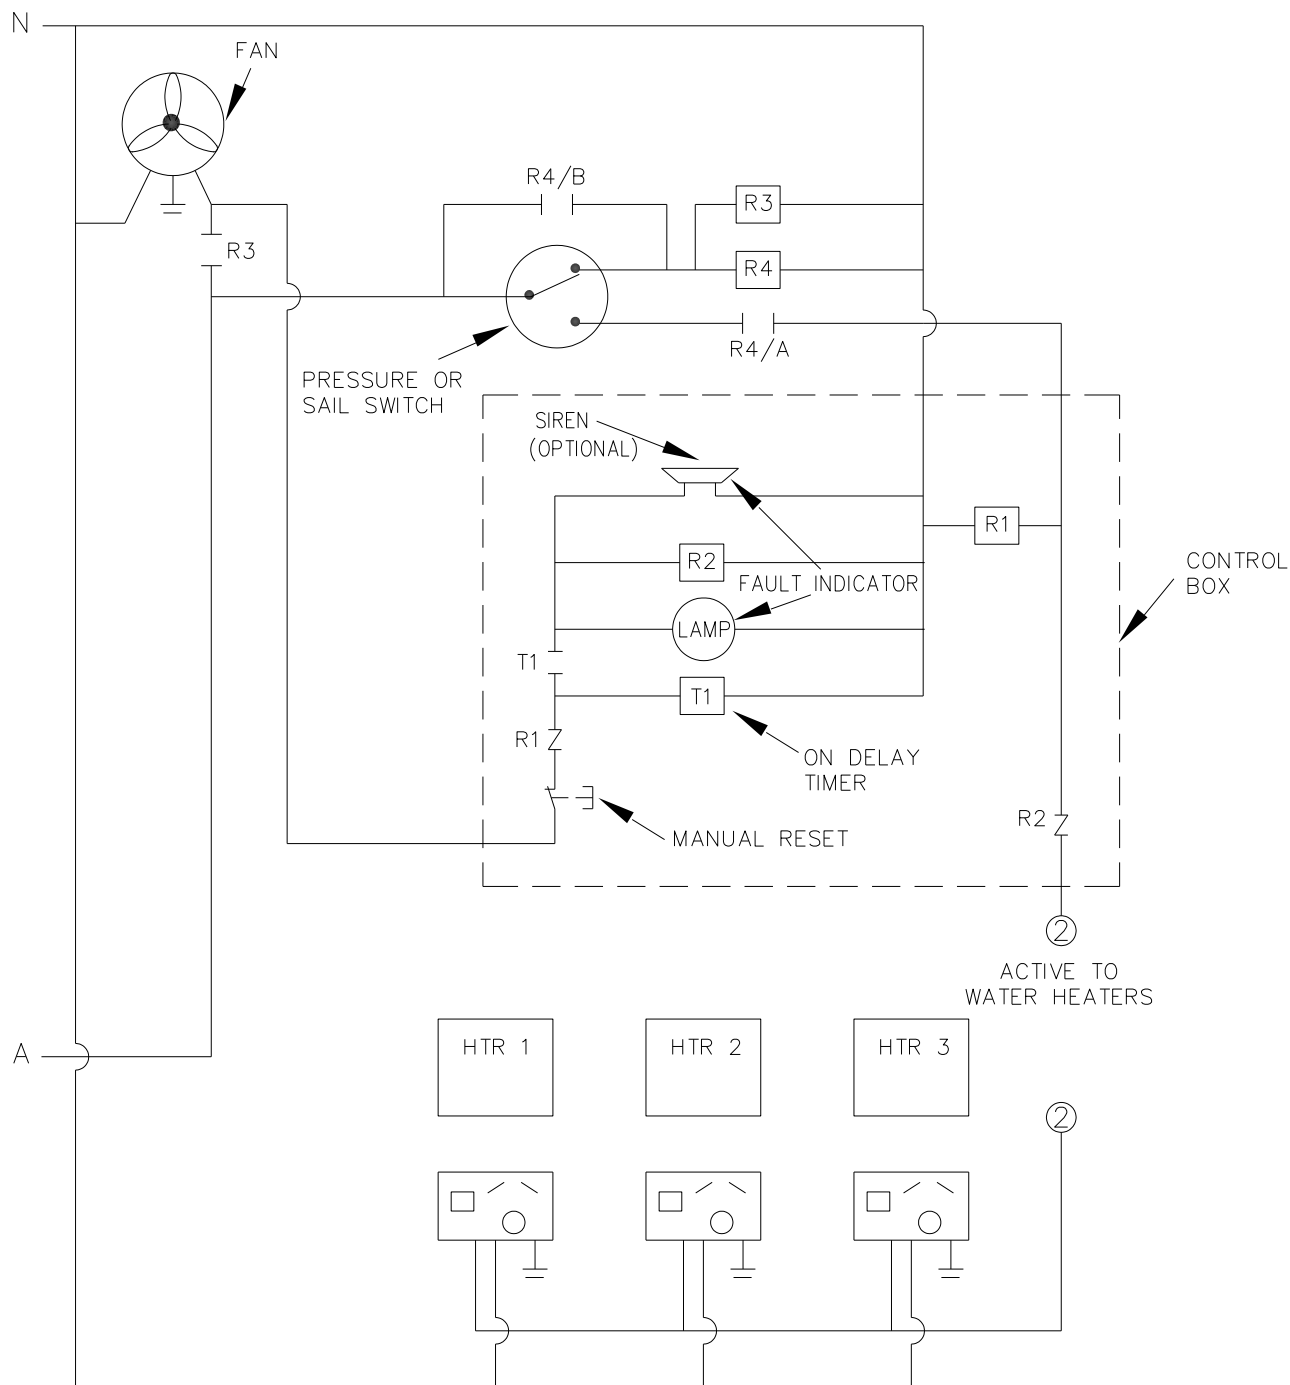 N
FAN
R4/B
R3
R3
R4
R4/A
PRESSURE OR
SAIL SWITCH
SIREN
(OPTIONAL)
R1
R2
FAULT INDICATOR
CONTROL
BOX
LAMP
T1
T1
R1
ON DELAY
TIMER
R2
MANUAL RESET
2
ACTIVE TO
WATER HEATERS
A
HTR 1
HTR 2
HTR 3
2